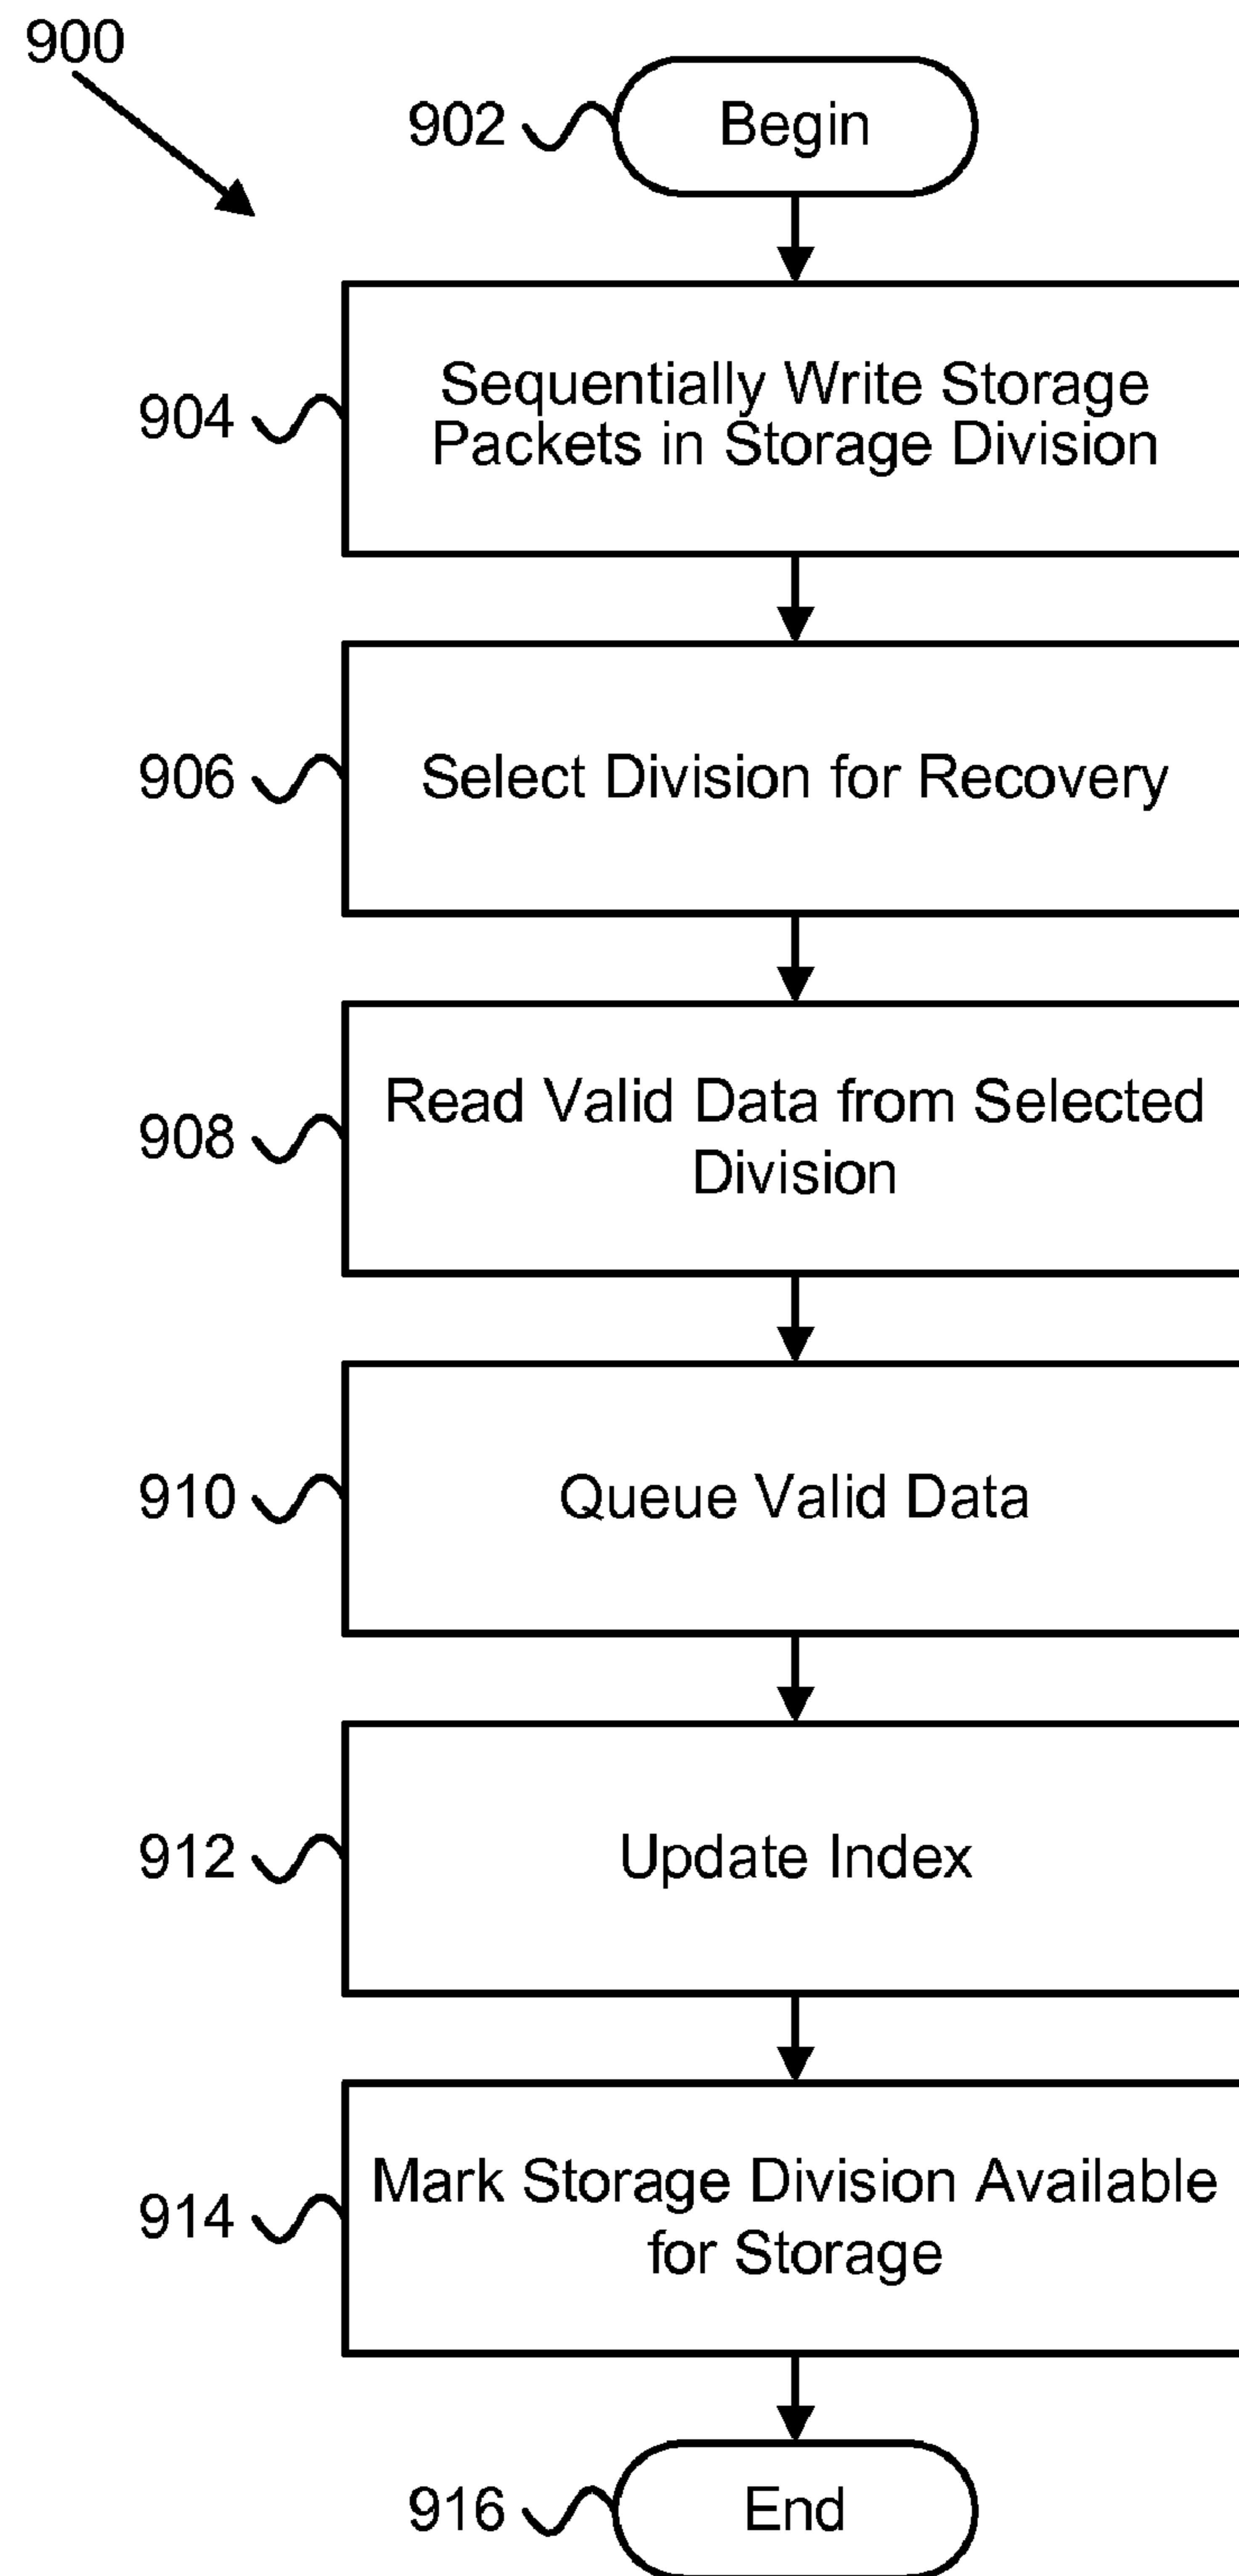 900
902
Begin
904
Sequentially Write Storage
Packets in Storage Division
906
Select Division for Recovery
908
Read Valid Data from Selected
Division
910
Queue Valid Data
912
Update Index
914
Mark Storage Division Available
for Storage
916
End